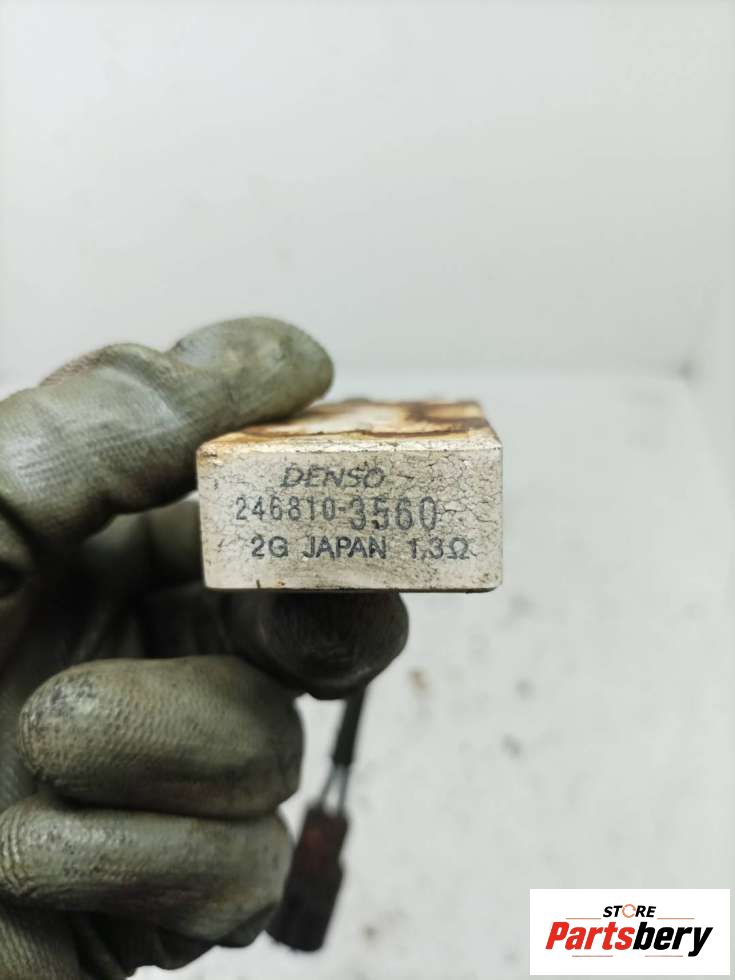 DENSO
246810-3560
2G JAPAN 1.3Ω
STORE
Partsbery